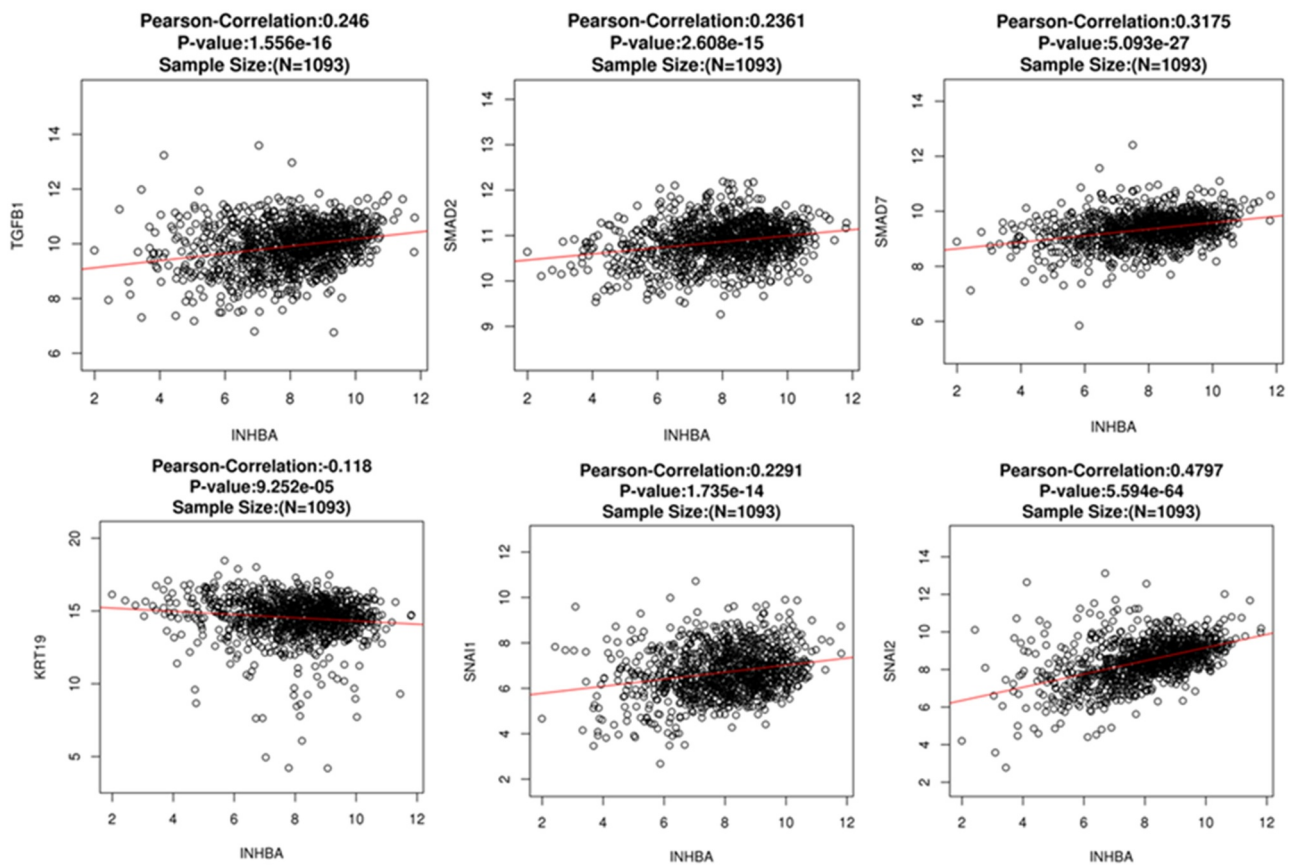 Pearson-Correlation:0.246
P-value:1.556e-16
Sample Size:(N=1093)
TGFB1
14
12
10
8
6
2 4 6 8 10 12
INHBA
Pearson-Correlation:0.2361
P-value:2.608e-15
Sample Size:(N=1093)
SMAD2
14
13
12
11
10
9
2 4 6 8 10 12
INHBA
Pearson-Correlation:0.3175
P-value:5.093e-27
Sample Size:(N=1093)
SMAD7
14
12
10
8
6
2 4 6 8 10 12
INHBA
Pearson-Correlation:-0.118
P-value:9.252e-05
Sample Size:(N=1093)
KRT19
20
15
10
5
2 4 6 8 10 12
INHBA
Pearson-Correlation:0.2291
P-value:1.735e-14
Sample Size:(N=1093)
SNAI1
12
10
8
6
4
2
2 4 6 8 10 12
INHBA
Pearson-Correlation:0.4797
P-value:5.594e-64
Sample Size:(N=1093)
SNAI2
14
12
10
8
6
4
2
2 4 6 8 10 12
INHBA